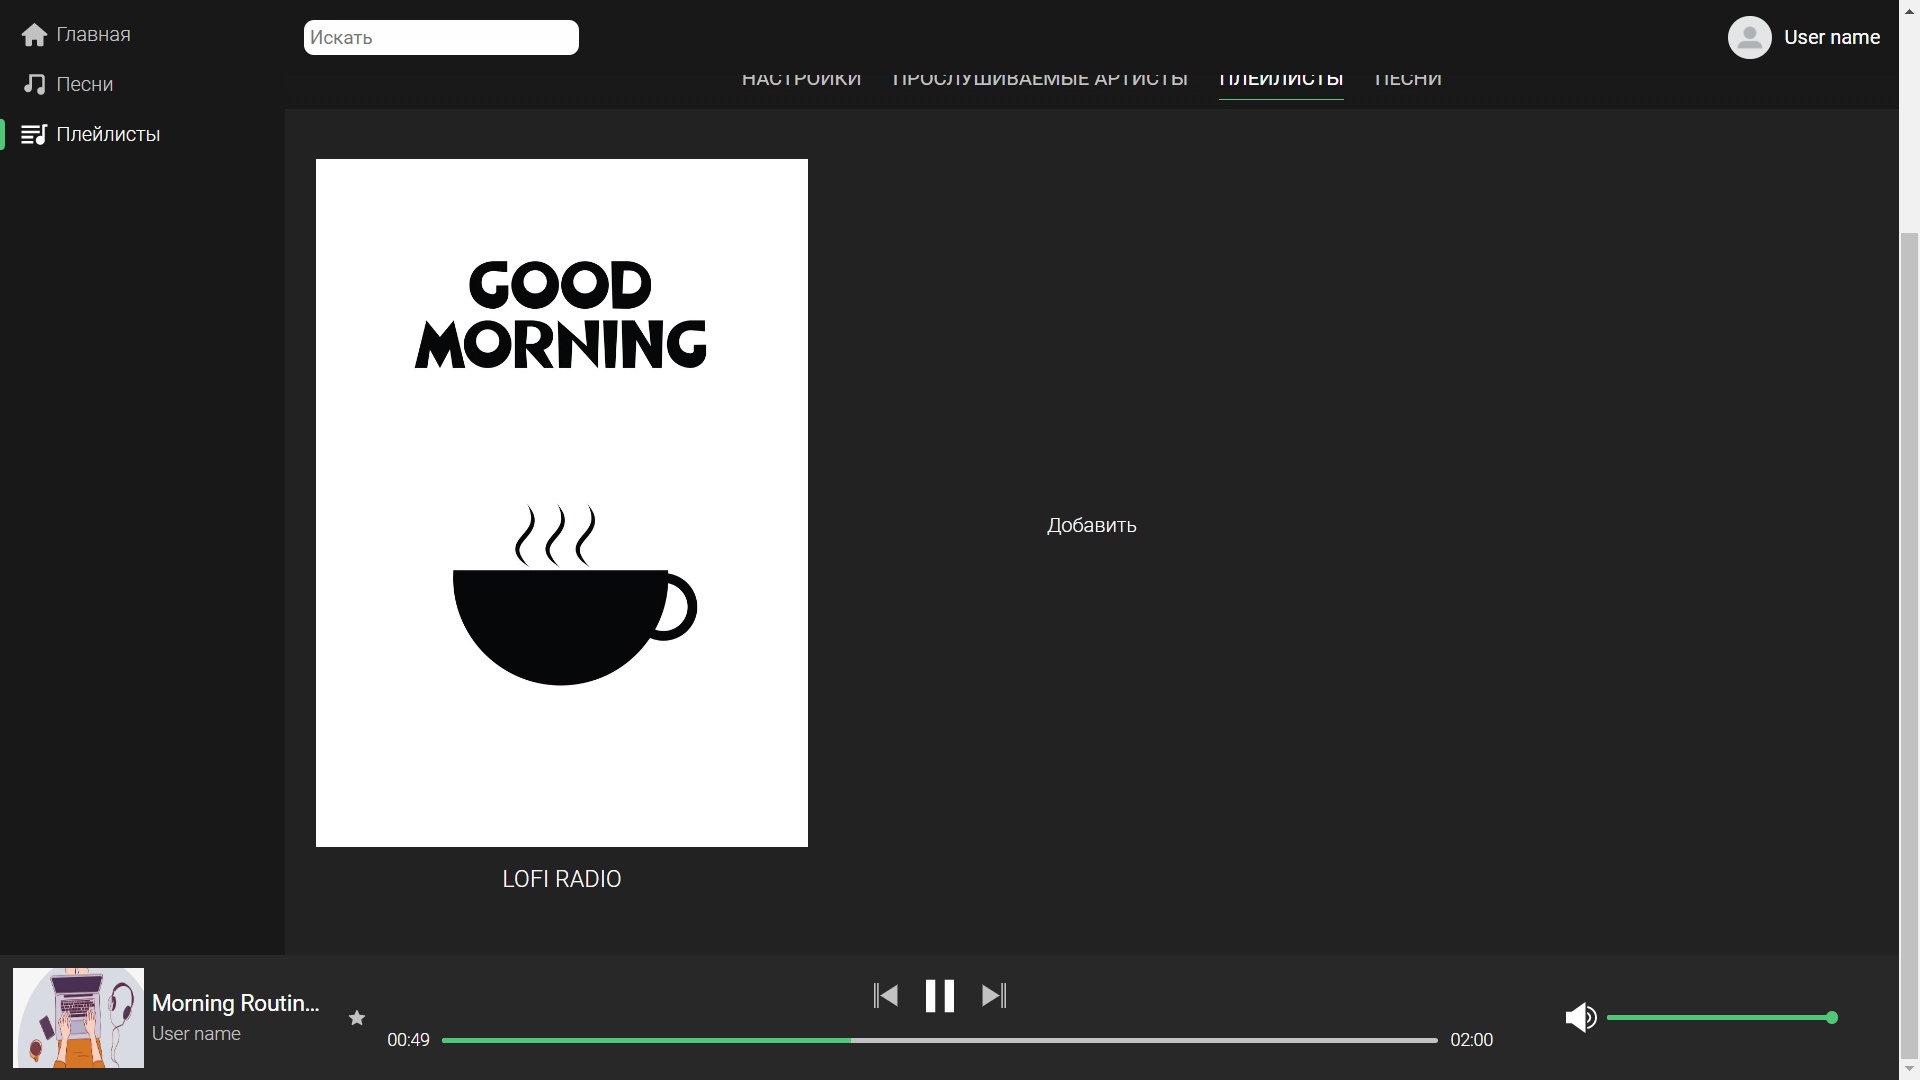 Главная
Песни
Плейлисты
Искать
User name
НАСТРОЙКИ ПРОСЛУШИВАЕМЫЕ АРТИСТЫ ПЛЕЙЛИСТЫ ПЕСНИ
GOOD
MORNING
Добавить
LOFI RADIO
Morning Routin...
User name
00:49
02:00